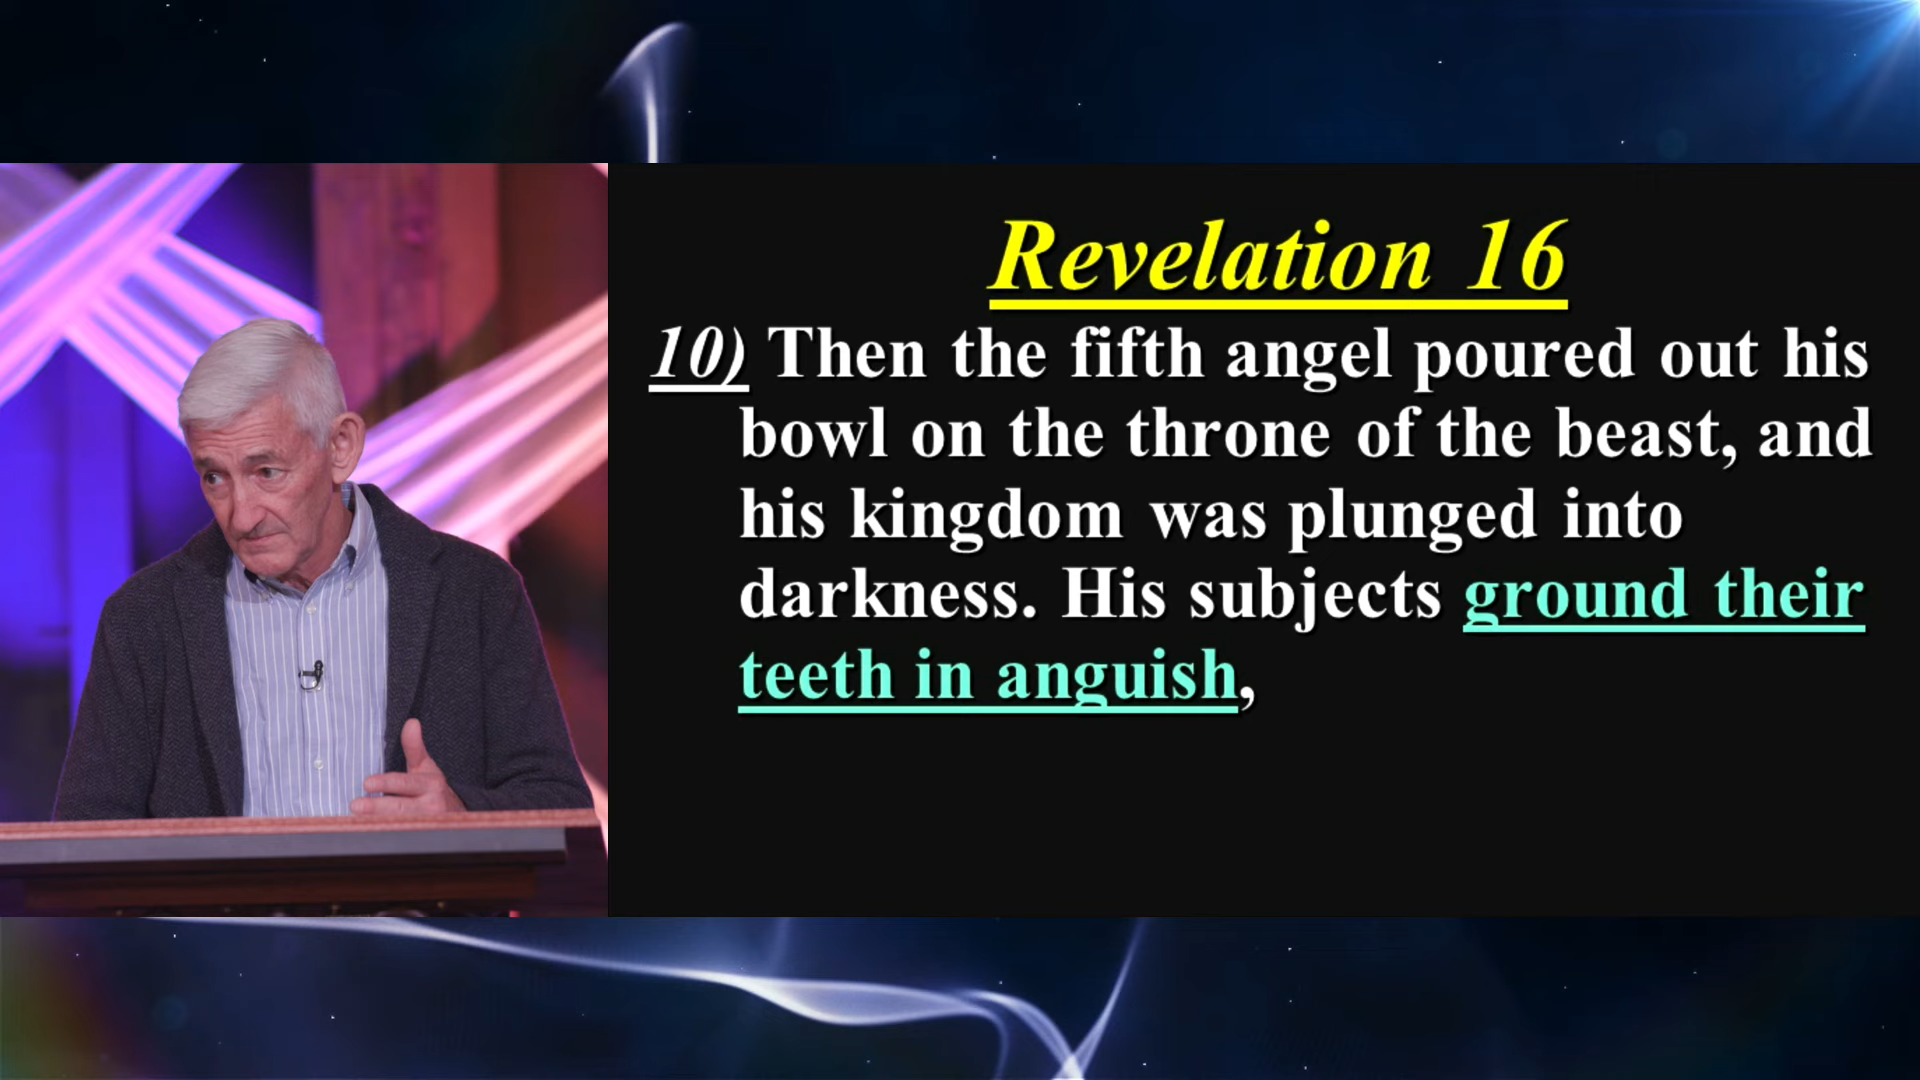 Revelation 16
10) Then the fifth angel poured out his
bowl on the throne of the beast, and
his kingdom was plunged into
darkness. His subjects ground their
teeth in anguish,